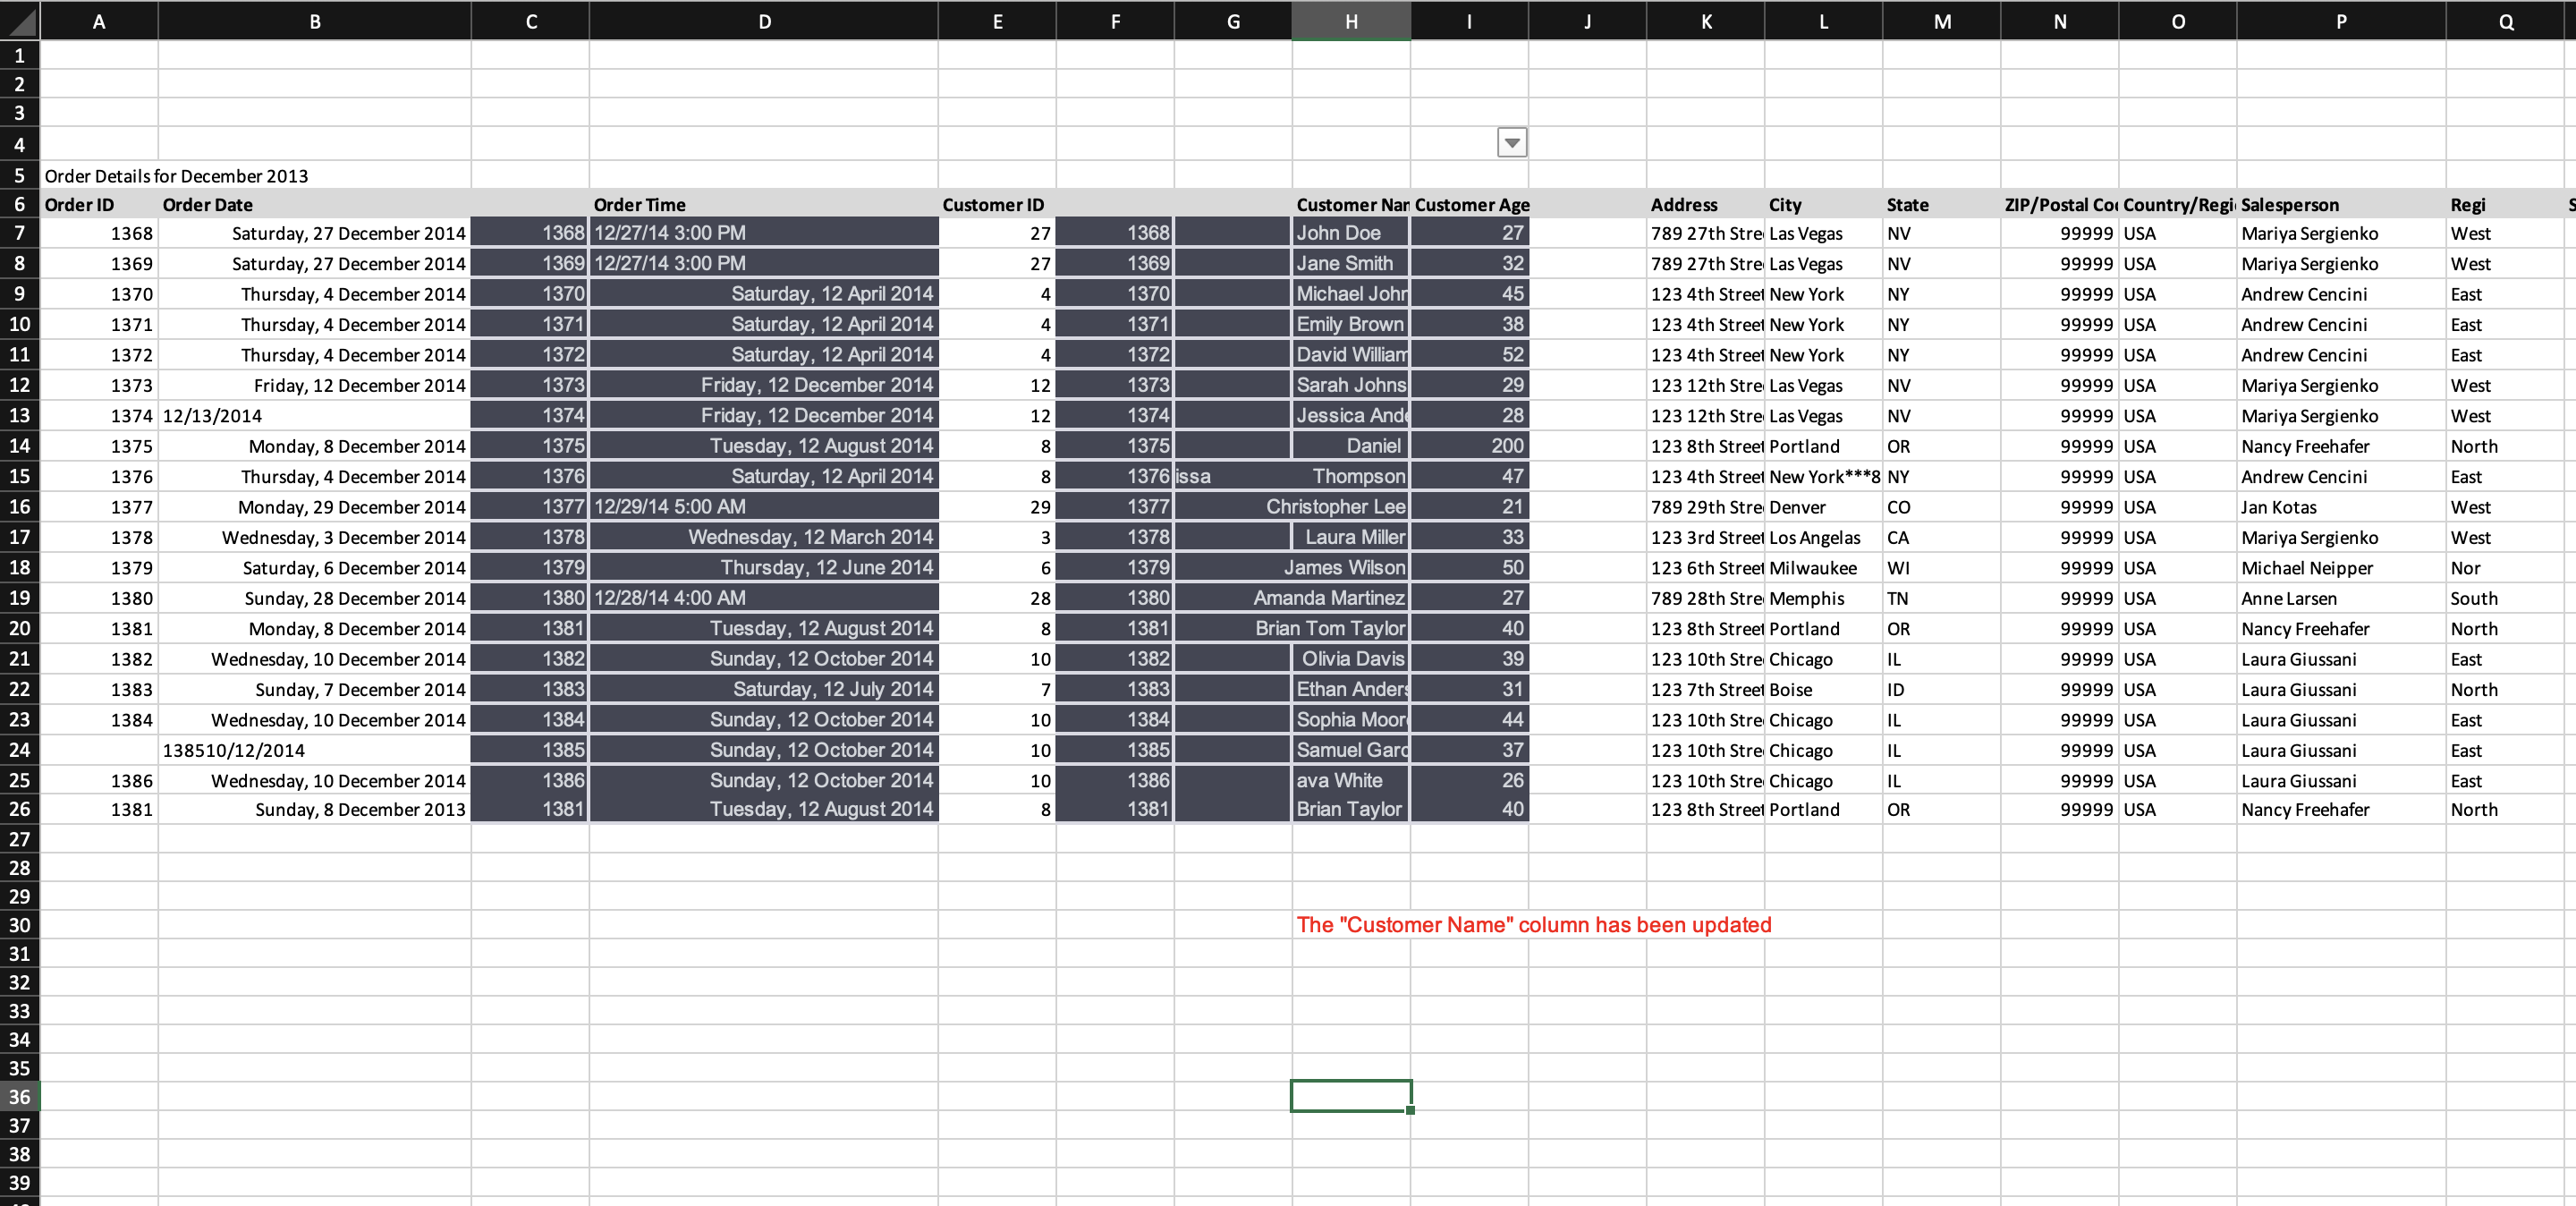 A B C D E F G H I J K L M N O P Q
1
2
3
4
5 Order Details for December 2013
6 Order ID Order Date Order Time Customer ID Customer Nar Customer Age Address City State ZIP/Postal Co Country/Regi Salesperson Regi S
7 1368 Saturday, 27 December 2014 1368 12/27/14 3:00 PM 27 1368 John Doe 27 789 27th Stre Las Vegas NV 99999 USA Mariya Sergienko West
8 1369 Saturday, 27 December 2014 1369 12/27/14 3:00 PM 27 1369 Jane Smith 32 789 27th Stre Las Vegas NV 99999 USA Mariya Sergienko West
9 1370 Thursday, 4 December 2014 1370 Saturday, 12 April 2014 4 1370 Michael John 45 123 4th Street New York NY 99999 USA Andrew Cencini East
10 1371 Thursday, 4 December 2014 1371 Saturday, 12 April 2014 4 1371 Emily Brown 38 123 4th Street New York NY 99999 USA Andrew Cencini East
11 1372 Thursday, 4 December 2014 1372 Saturday, 12 April 2014 4 1372 David William 52 123 4th Street New York NY 99999 USA Andrew Cencini East
12 1373 Friday, 12 December 2014 1373 Friday, 12 December 2014 12 1373 Sarah Johns 29 123 12th Stre Las Vegas NV 99999 USA Mariya Sergienko West
13 1374 12/13/2014 1374 Friday, 12 December 2014 12 1374 Jessica Ande 28 123 12th Stre Las Vegas NV 99999 USA Mariya Sergienko West
14 1375 Monday, 8 December 2014 1375 Tuesday, 12 August 2014 8 1375 Daniel 200 123 8th Street Portland OR 99999 USA Nancy Freehafer North
15 1376 Thursday, 4 December 2014 1376 Saturday, 12 April 2014 8 1376 issa Thompson 47 123 4th Street New York***8 NY 99999 USA Andrew Cencini East
16 1377 Monday, 29 December 2014 1377 12/29/14 5:00 AM 29 1377 Christopher Lee 21 789 29th Stre Denver CO 99999 USA Jan Kotas West
17 1378 Wednesday, 3 December 2014 1378 Wednesday, 12 March 2014 3 1378 Laura Miller 33 123 3rd Street Los Angelas CA 99999 USA Mariya Sergienko West
18 1379 Saturday, 6 December 2014 1379 Thursday, 12 June 2014 6 1379 James Wilson 50 123 6th Street Milwaukee WI 99999 USA Michael Neipper Nor
19 1380 Sunday, 28 December 2014 1380 12/28/14 4:00 AM 28 1380 Amanda Martinez 27 789 28th Stre Memphis TN 99999 USA Anne Larsen South
20 1381 Monday, 8 December 2014 1381 Tuesday, 12 August 2014 8 1381 Brian Tom Taylor 40 123 8th Street Portland OR 99999 USA Nancy Freehafer North
21 1382 Wednesday, 10 December 2014 1382 Sunday, 12 October 2014 10 1382 Olivia Davis 39 123 10th Stre Chicago IL 99999 USA Laura Giussani East
22 1383 Sunday, 7 December 2014 1383 Saturday, 12 July 2014 7 1383 Ethan Anders 31 123 7th Street Boise ID 99999 USA Laura Giussani North
23 1384 Wednesday, 10 December 2014 1384 Sunday, 12 October 2014 10 1384 Sophia Moor 44 123 10th Stre Chicago IL 99999 USA Laura Giussani East
24 138510/12/2014 1385 Sunday, 12 October 2014 10 1385 Samuel Garc 37 123 10th Stre Chicago IL 99999 USA Laura Giussani East
25 1386 Wednesday, 10 December 2014 1386 Sunday, 12 October 2014 10 1386 ava White 26 123 10th Stre Chicago IL 99999 USA Laura Giussani East
26 1381 Sunday, 8 December 2013 1381 Tuesday, 12 August 2014 8 1381 Brian Taylor 40 123 8th Street Portland OR 99999 USA Nancy Freehafer North
27
28
29
30 The "Customer Name" column has been updated
31
32
33
34
35
36
37
38
39